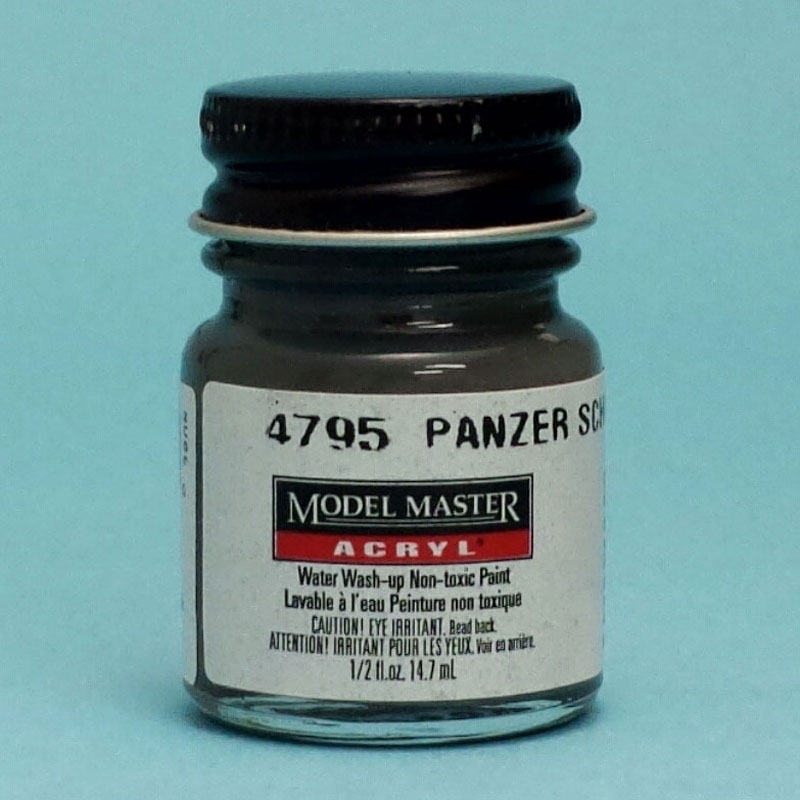 4795 PANZER SCH
MODEL MASTER
ACRYL
Water Wash-up Non-toxic Paint
Lavable à l'eau Peinture non toxique
CAUTION! EYE IRRITANT. Read back.
ATTENTION! IRRITANT POUR LES YEUX. Voir en arrière.
1/2 fl.oz. 14.7 mL